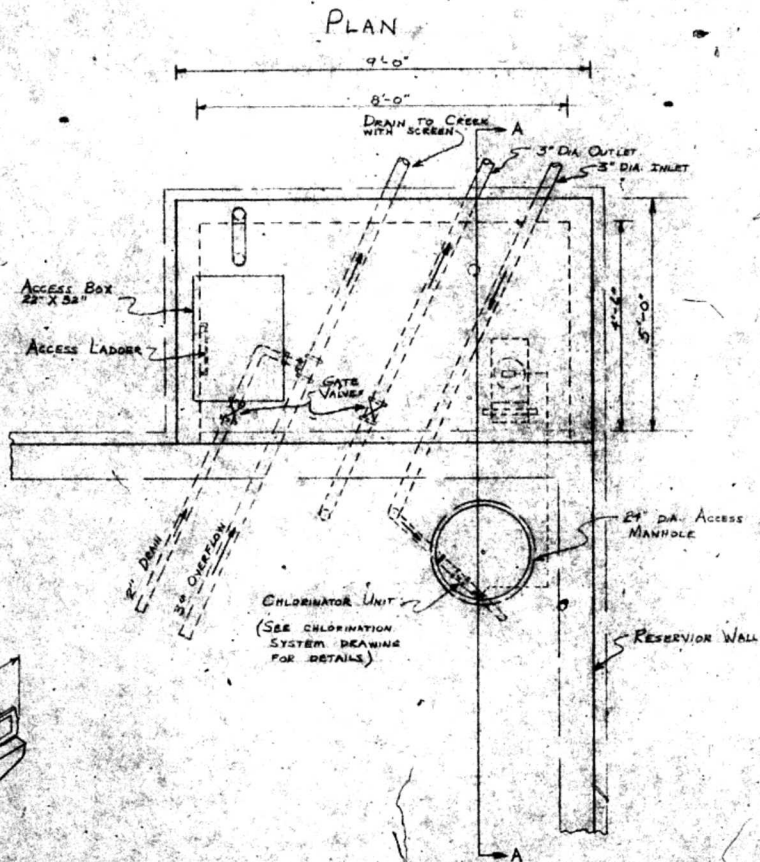 PLAN
9'-0"
8'-0"
DRAIN TO CREEK
WITH SCREEN
A
3" DIA. OUTLET
3" DIA. INLET
ACCESS BOX
22" X 32"
ACCESS LADDER
GATE
VALVES
4'-6"
5'-0"
24" DIA. ACCESS
MANHOLE
2" DRAIN
3" OVERFLOW
CHLORINATOR UNIT
(SEE CHLORINATION
SYSTEM DRAWING
FOR DETAILS)
RESERVIOR WALL
A